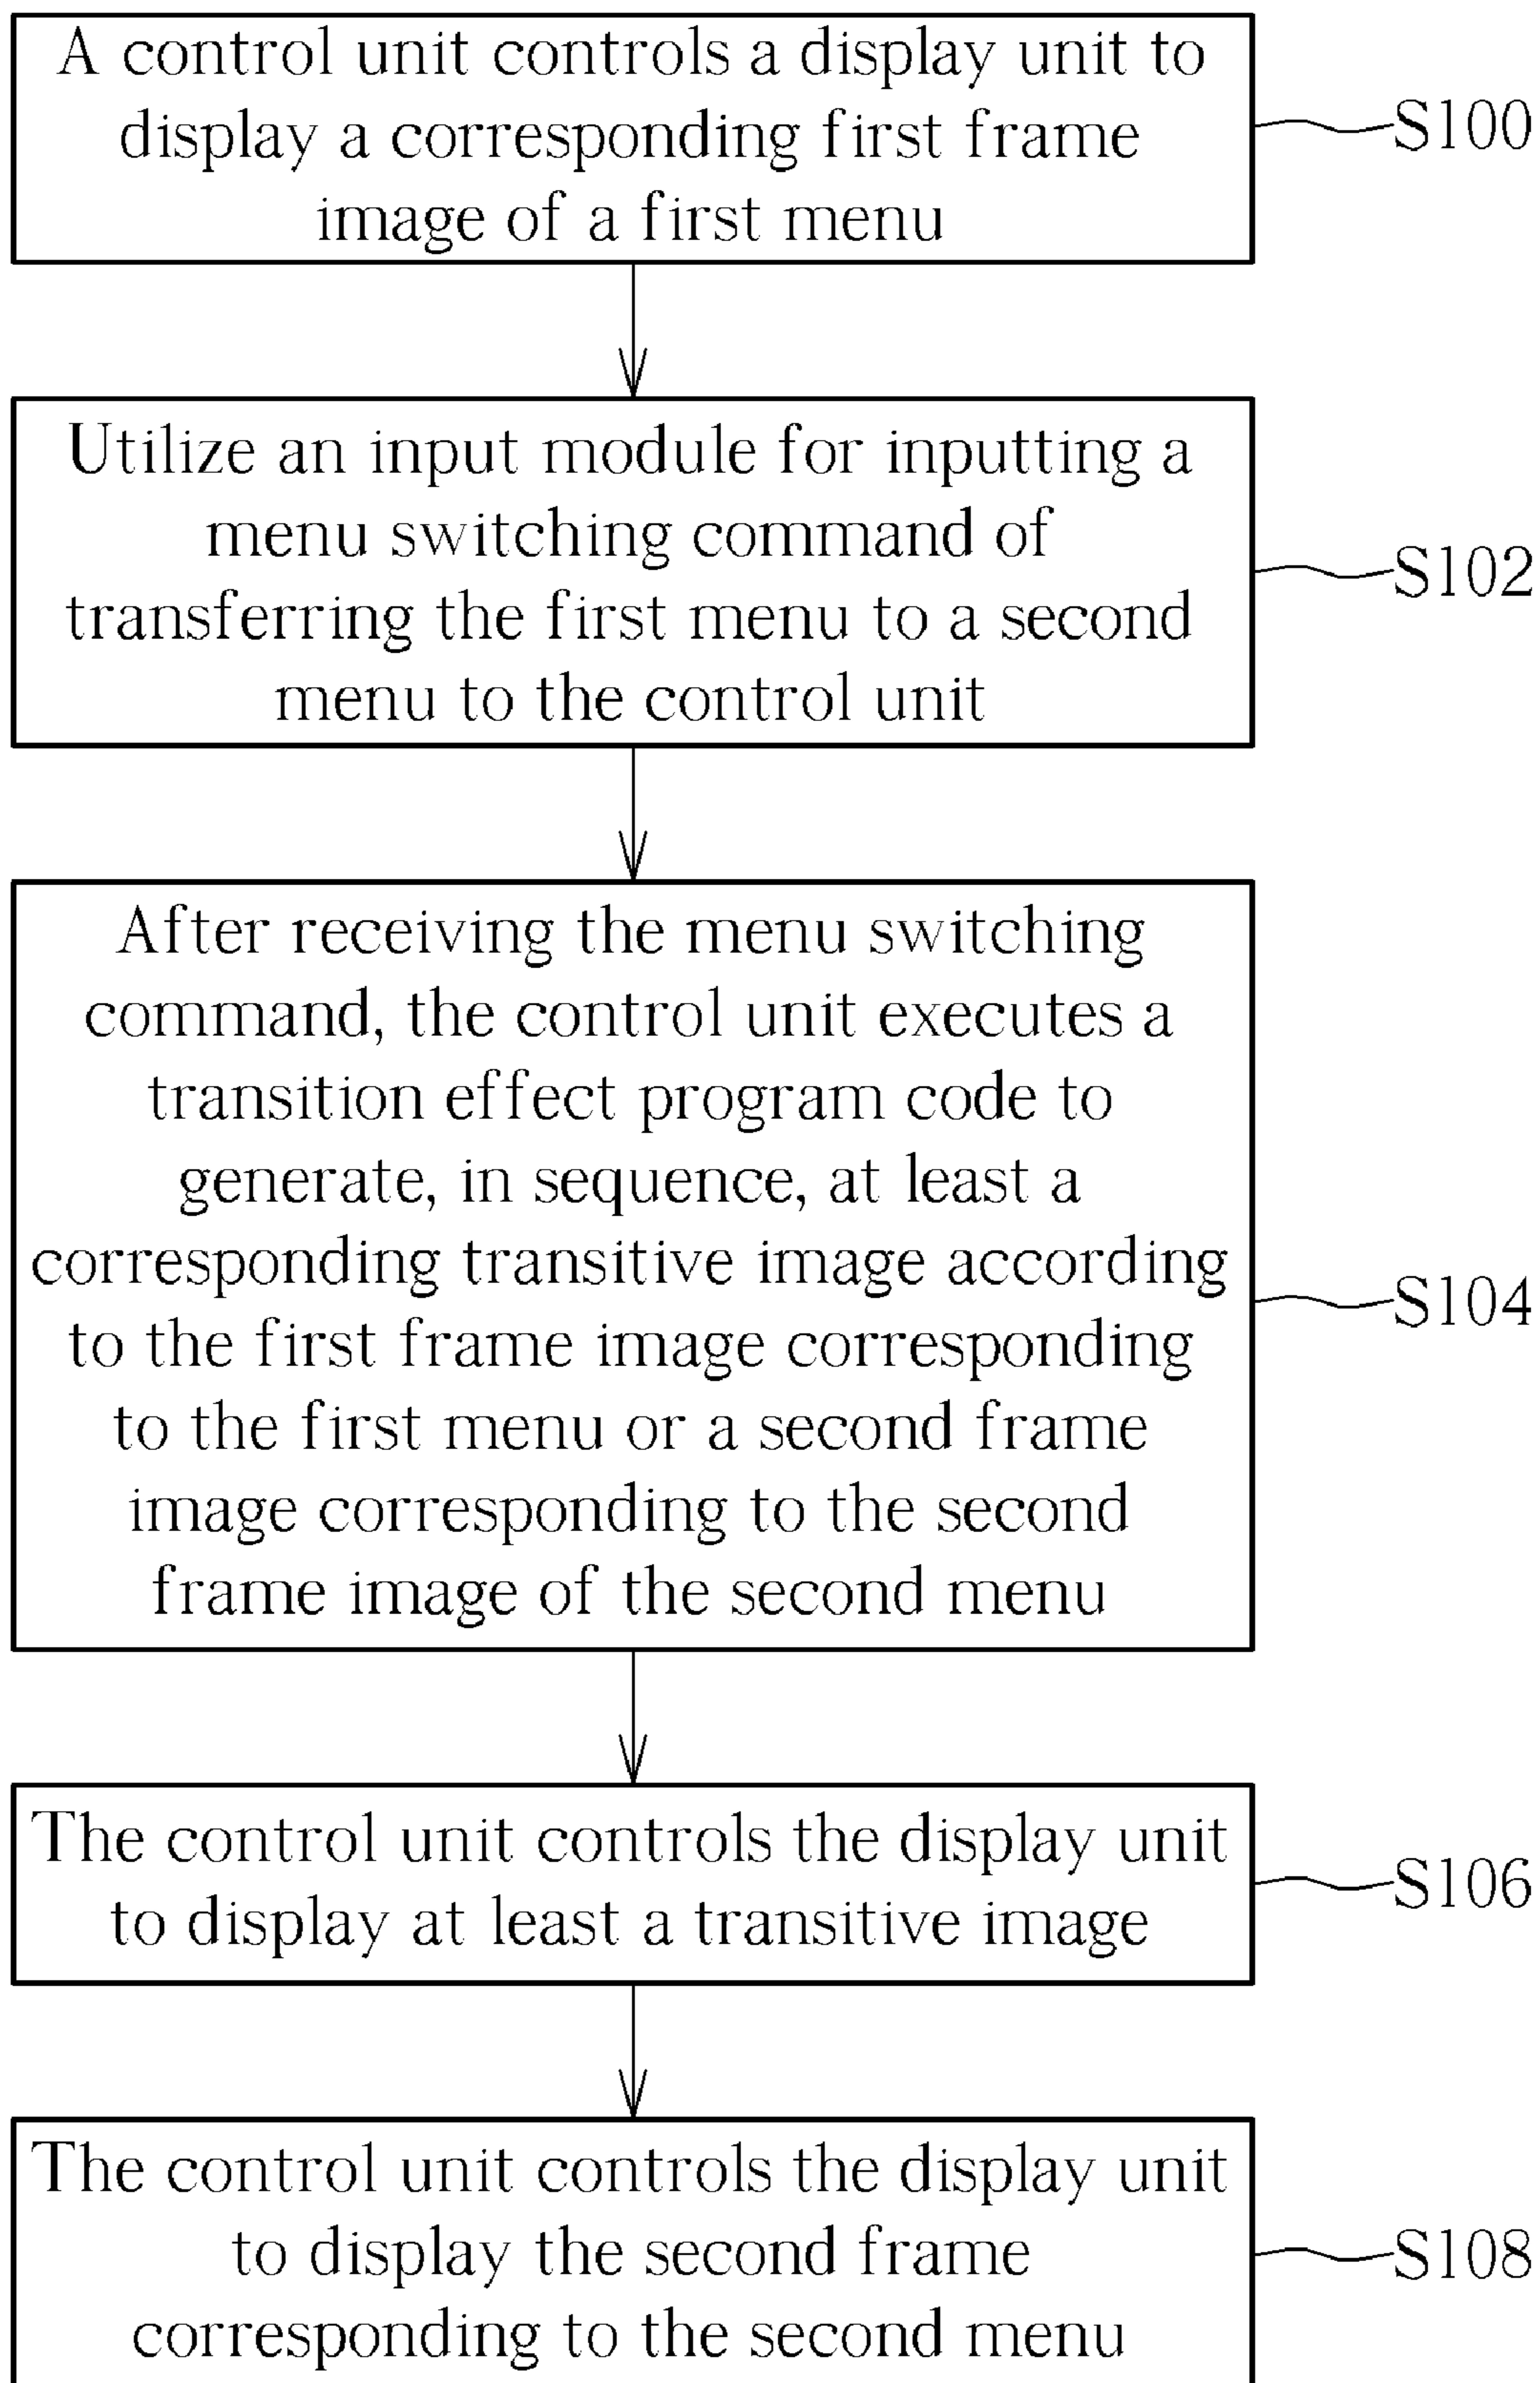 A control unit controls a display unit to
display a corresponding first frame
image of a first menu
S100
Utilize an input module for inputting a
menu switching command of
transferring the first menu to a second
menu to the control unit
S102
After receiving the menu switching
command, the control unit executes a
transition effect program code to
generate, in sequence, at least a
corresponding transitive image according
to the first frame image corresponding
to the first menu or a second frame
image corresponding to the second
frame image of the second menu
S104
The control unit controls the display unit
to display at least a transitive image
S106
The control unit controls the display unit
to display the second frame
corresponding to the second menu
S108